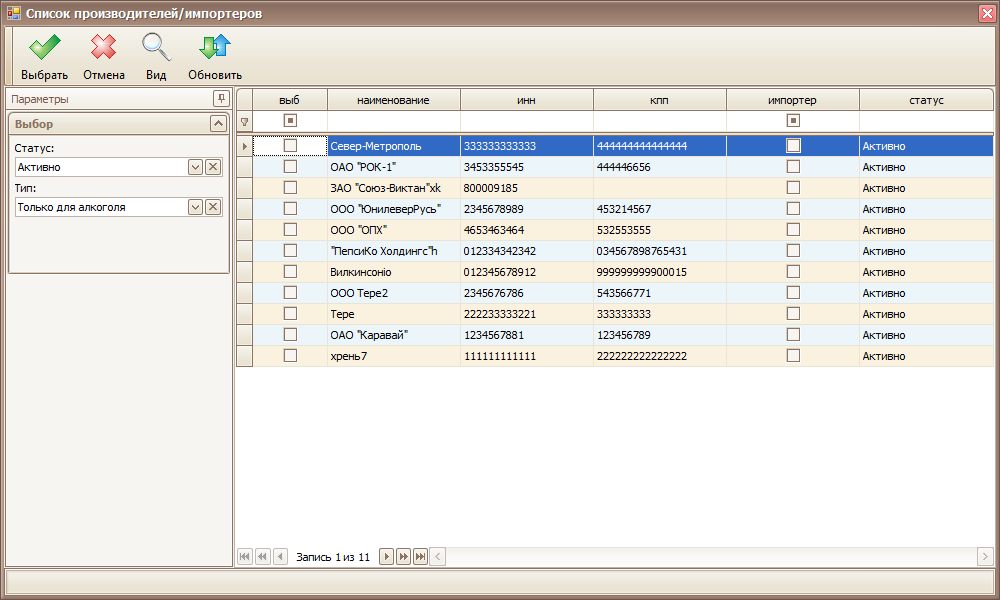 Список производителей/импортеров
Выбрать Отмена Вид Обновить
Параметры
Выбор
Статус:
Активно
Тип:
Только для алкоголя
выб наименование инн кпп импортер статус
Север-Метрополь 333333333333 444444444444444 Активно
ОАО "РОК-1" 3453355545 444446656 Активно
ЗАО "Союз-Виктан"xk 800009185 Активно
ООО "ЮнилеверРусь" 2345678989 453214567 Активно
ООО "ОПХ" 4653463464 532553555 Активно
"ПепсиКо Холдингс"h 012334342342 034567898765431 Активно
Вилкинсонio 012345678912 999999999900015 Активно
ООО Тере2 2345676786 543566771 Активно
Тере 222233333221 333333333 Активно
ОАО "Каравай" 1234567881 123456789 Активно
хрень7 111111111111 222222222222222 Активно
Запись 1 из 11